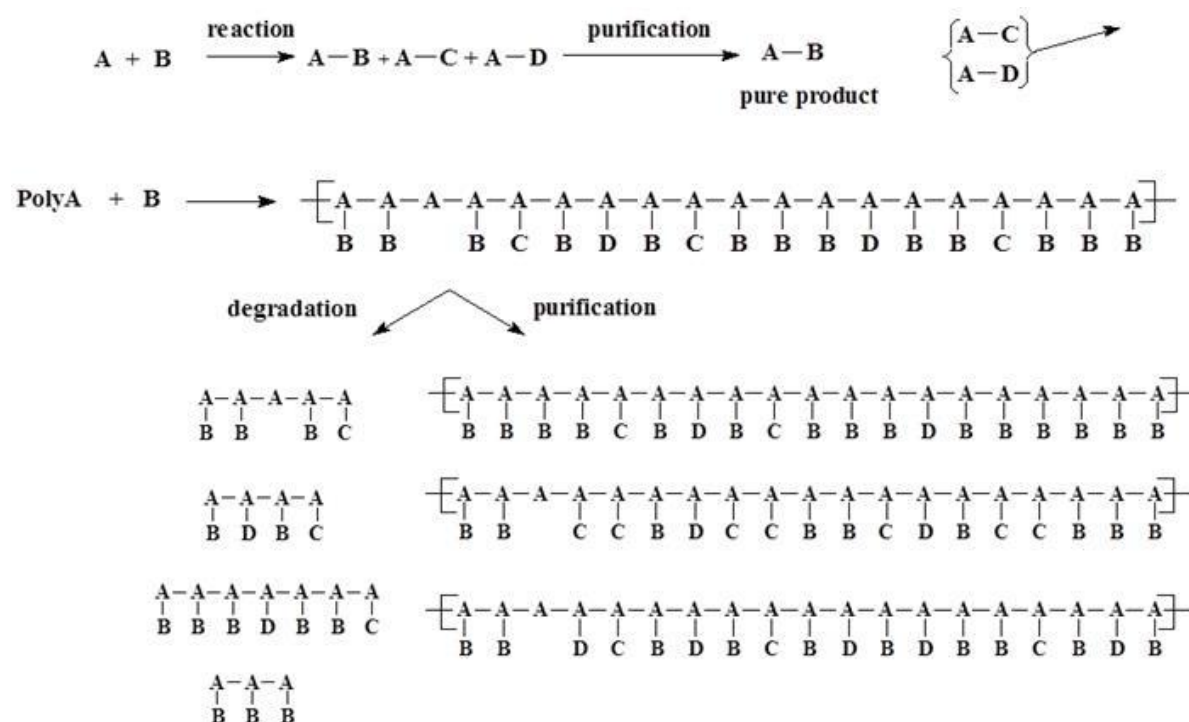 reaction
purification
A + B
A—B + A—C + A—D
A—B
pure product
A—C
A—D
PolyA + B
A—A—A—A—A—A—A—A—A—A—A—A—A—A—A—A—A—A—A
B B B C B D B C B B B D B B C B B B
degradation
purification
A—A—A—A—A
B B B C
A—A—A—A—A—A—A—A—A—A—A—A—A—A—A—A—A—A—A
B B B B C B D B C B B B D B B B B B B
A—A—A—A
B D B C
A—A—A—A—A—A—A—A—A—A—A—A—A—A—A—A—A—A—A
B B C C B D C C B B C D B C C B B B
A—A—A—A—A—A—A
B B B D B B C
A—A—A—A—A—A—A—A—A—A—A—A—A—A—A—A—A—A—A
B B D C B D B C B D B D B B C B D B
A—A—A
B B B